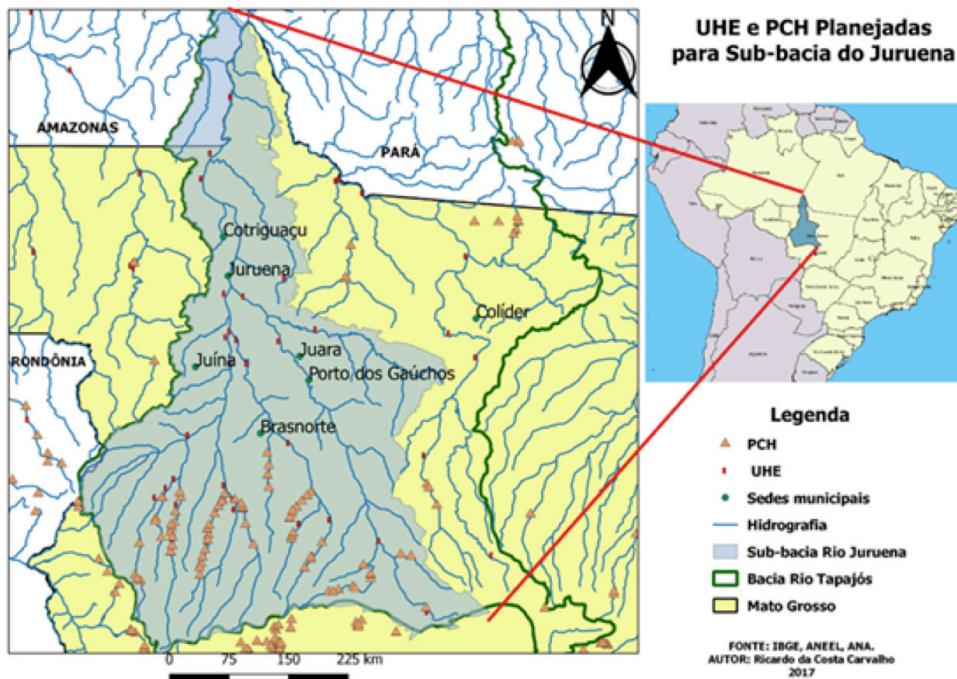 UHE e PCH Planejadas
para Sub-bacia do Juruena
N
AMAZONAS
PARÁ
Cotriguaçu
Juruena
Colíder
RONDÔNIA
Juína
Juara
Porto dos Gaúchos
Brasnorte
0 75 150 225 km
Legenda
PCH
UHE
Sedes municipais
Hidrografia
Sub-bacia Rio Juruena
Bacia Rio Tapajós
Mato Grosso
FONTE: IBGE, ANEEL, ANA.
AUTOR: Ricardo da Costa Carvalho
2017